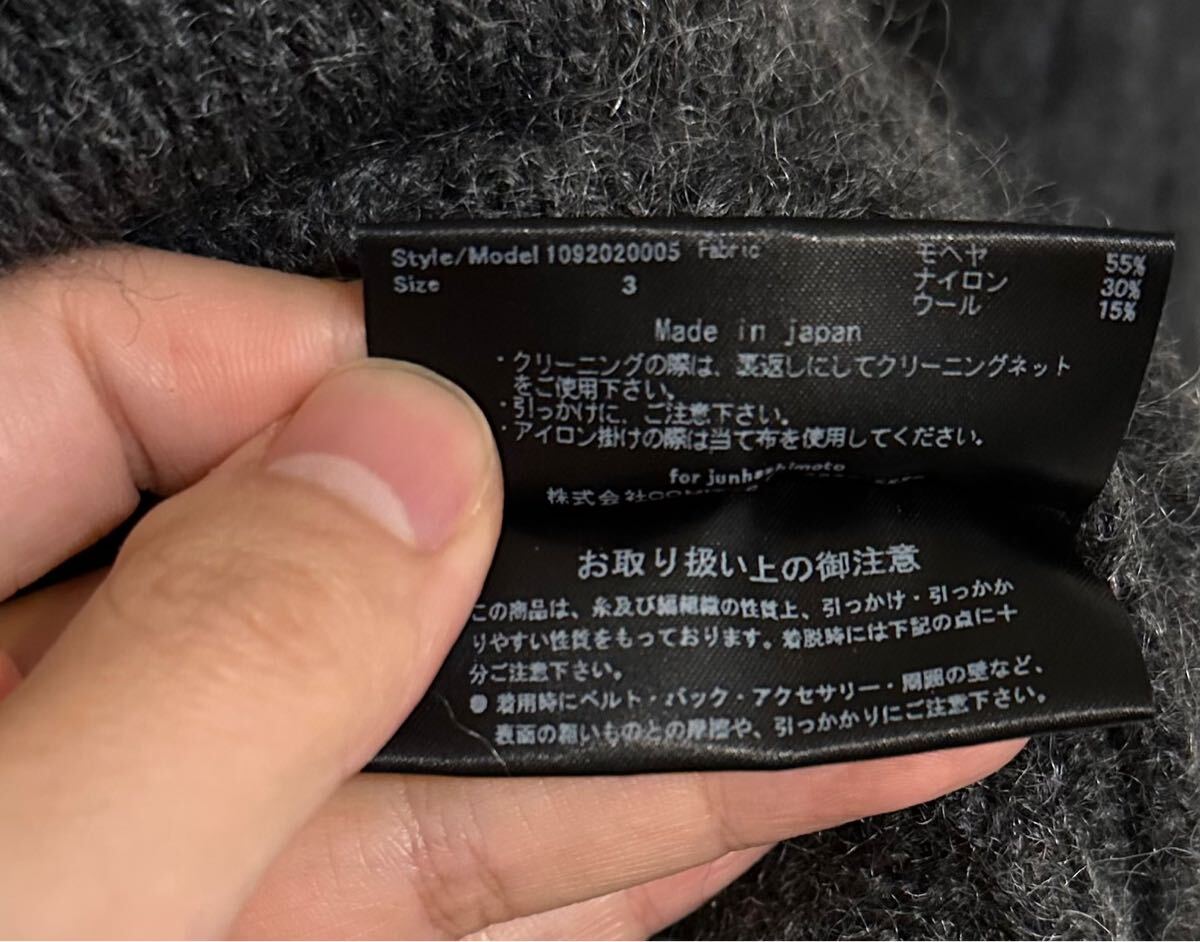 Style/Model 1092020005 Fabric モヘヤ 55%
Size 3 ナイロン 30%
ウール 15%
Made in japan
・クリーニングの際は、裏返しにしてクリーニングネット
をご使用下さい。
・引っかけに、ご注意下さい。
・アイロン掛けの際は当て布を使用してください。
for junhashimoto
株式会社
お取り扱い上の御注意
この商品は、糸及び編組織の性質上、引っかけ・引っかか
りやすい性質をもっております。着脱時には下記の点に十
分ご注意下さい。
● 着用時にベルト・バック・アクセサリー・周囲の壁など、
表面の粗いものとの摩擦や、引っかかりにご注意下さい。